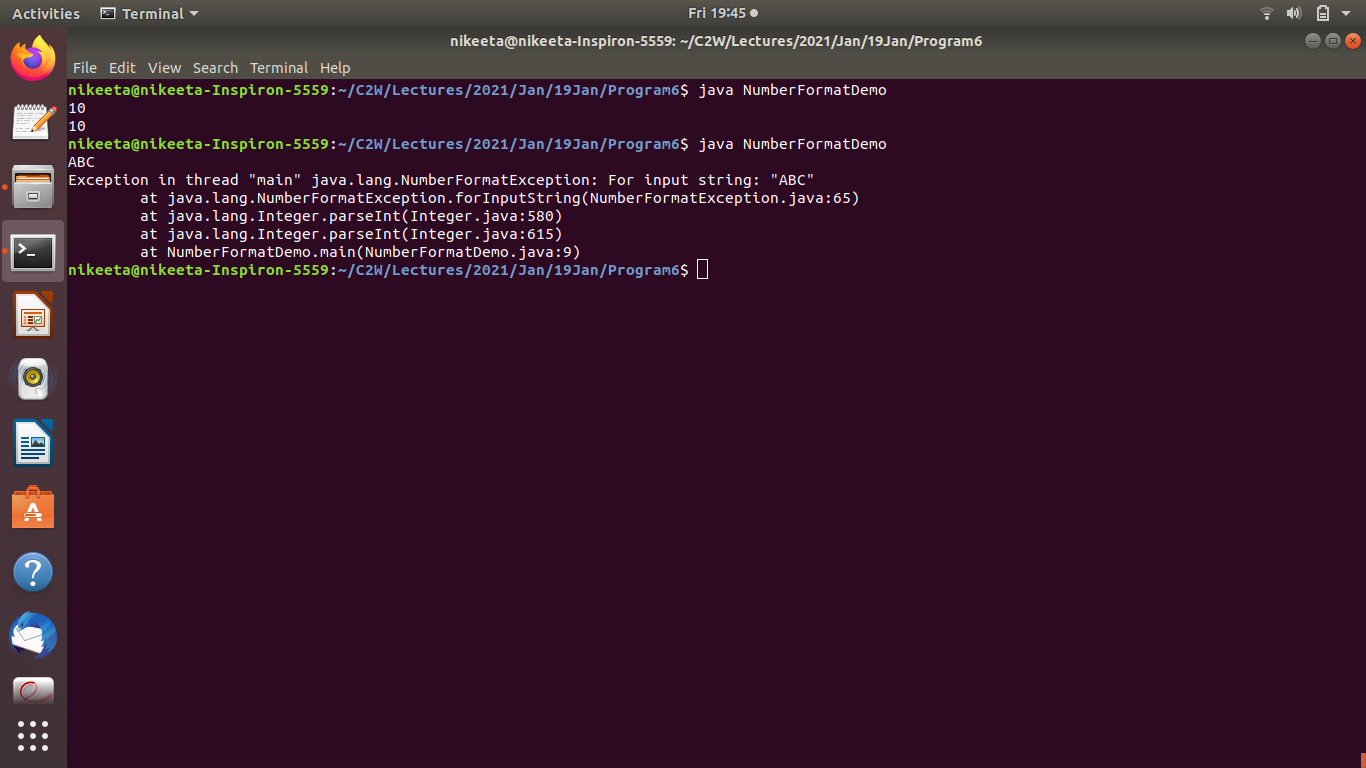 Activities Terminal Fri 19:45
nikeeta@nikeeta-Inspiron-5559: ~/C2W/Lectures/2021/Jan/19Jan/Program6
File Edit View Search Terminal Help
nikeeta@nikeeta-Inspiron-5559:~/C2W/Lectures/2021/Jan/19Jan/Program6$ java NumberFormatDemo
10
10
nikeeta@nikeeta-Inspiron-5559:~/C2W/Lectures/2021/Jan/19Jan/Program6$ java NumberFormatDemo
ABC
Exception in thread "main" java.lang.NumberFormatException: For input string: "ABC"
        at java.lang.NumberFormatException.forInputString(NumberFormatException.java:65)
        at java.lang.Integer.parseInt(Integer.java:580)
        at java.lang.Integer.parseInt(Integer.java:615)
        at NumberFormatDemo.main(NumberFormatDemo.java:9)
nikeeta@nikeeta-Inspiron-5559:~/C2W/Lectures/2021/Jan/19Jan/Program6$